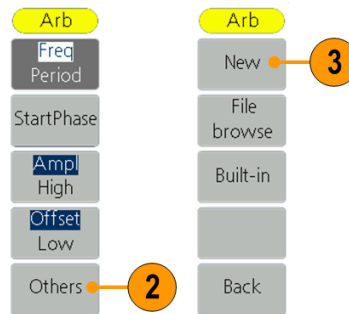 Arb
Freq
Period
StartPhase
Ampl
High
Offset
Low
Others
2
Arb
New
3
File
browse
Built-in
Back